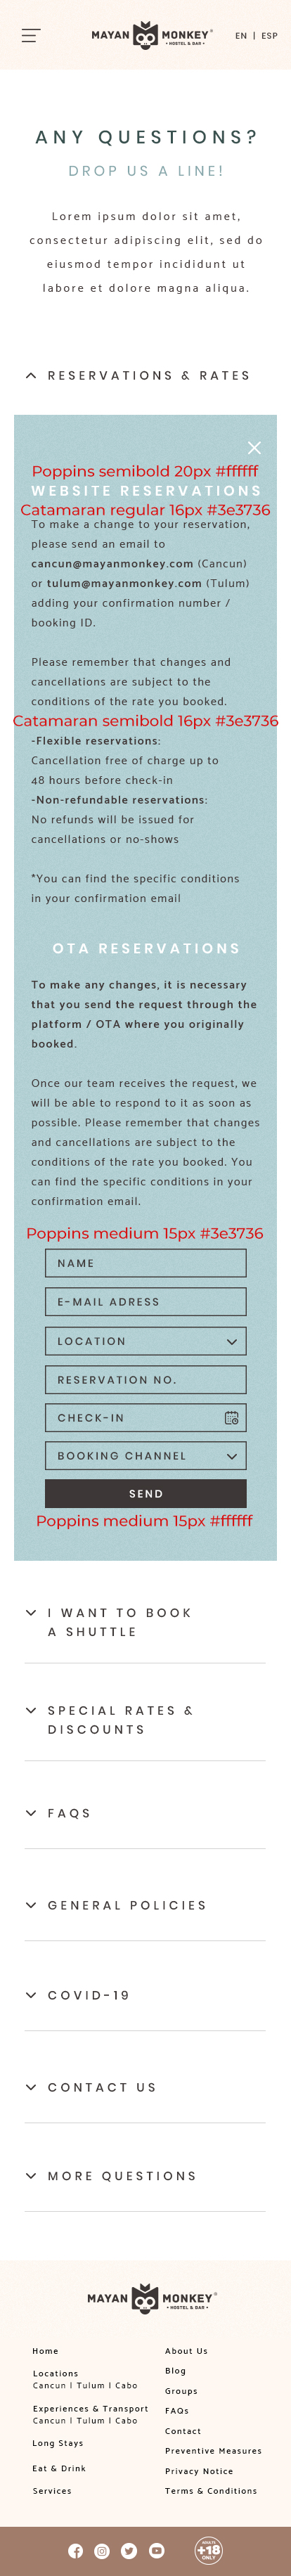 MAYAN MONKEY®
• HOSTEL & BAR •
EN | ESP
ANY QUESTIONS?
DROP US A LINE!
Lorem ipsum dolor sit amet,
consectetur adipiscing elit, sed do
eiusmod tempor incididunt ut
labore et dolore magna aliqua.
RESERVATIONS & RATES
Poppins semibold 20px #ffffff
WEBSITE RESERVATIONS
Catamaran regular 16px #3e3736
To make a change to your reservation,
please send an email to
cancun@mayanmonkey.com (Cancun)
or tulum@mayanmonkey.com (Tulum)
adding your confirmation number /
booking ID.
Please remember that changes and
cancellations are subject to the
conditions of the rate you booked.
Catamaran semibold 16px #3e3736
-Flexible reservations:
Cancellation free of charge up to
48 hours before check-in
-Non-refundable reservations:
No refunds will be issued for
cancellations or no-shows
*You can find the specific conditions
in your confirmation email
OTA RESERVATIONS
To make any changes, it is necessary
that you send the request through the
platform / OTA where you originally
booked.
Once our team receives the request, we
will be able to respond to it as soon as
possible. Please remember that changes
and cancellations are subject to the
conditions of the rate you booked. You
can find the specific conditions in your
confirmation email.
Poppins medium 15px #3e3736
NAME
E-MAIL ADRESS
LOCATION
RESERVATION NO.
CHECK-IN
BOOKING CHANNEL
SEND
Poppins medium 15px #ffffff
I WANT TO BOOK
A SHUTTLE
SPECIAL RATES &
DISCOUNTS
FAQS
GENERAL POLICIES
COVID-19
CONTACT US
MORE QUESTIONS
MAYAN MONKEY®
• HOSTEL & BAR •
Home
Locations
Cancun | Tulum | Cabo
Experiences & Transport
Cancun | Tulum | Cabo
Long Stays
Eat & Drink
Services
About Us
Blog
Groups
FAQs
Contact
Preventive Measures
Privacy Notice
Terms & Conditions
ADULTS
+18
ONLY